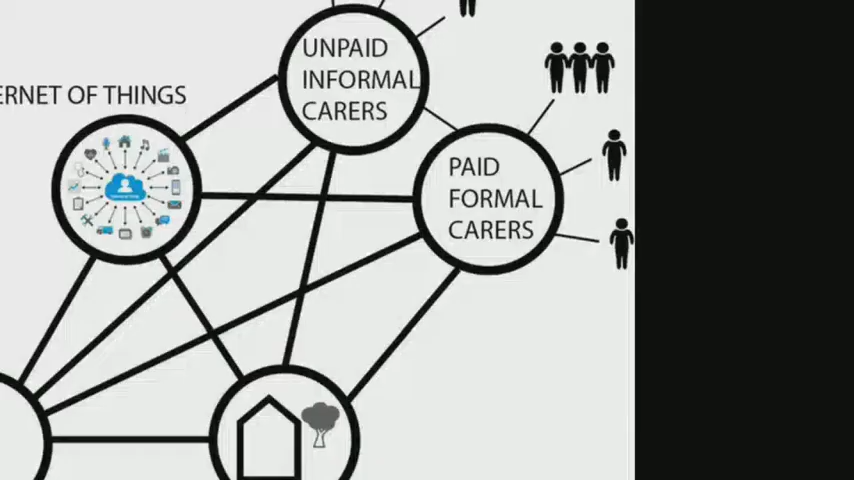 UNPAID
INFORMAL
CARERS
ERNET OF THINGS
PAID
FORMAL
CARERS